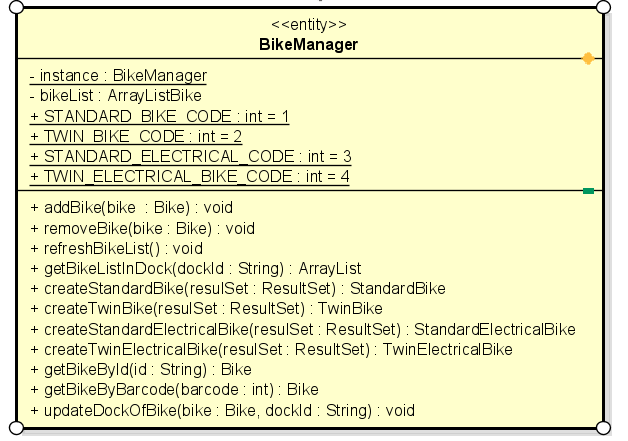 <<entity>>
BikeManager
- instance : BikeManager
- bikeList : ArrayListBike
+ STANDARD_BIKE_CODE : int = 1
+ TWIN_BIKE_CODE : int = 2
+ STANDARD_ELECTRICAL_CODE : int = 3
+ TWIN_ELECTRICAL_BIKE_CODE : int = 4
+ addBike(bike : Bike) : void
+ removeBike(bike : Bike) : void
+ refreshBikeList() : void
+ getBikeListInDock(dockId : String) : ArrayList
+ createStandardBike(resulSet : ResultSet) : StandardBike
+ createTwinBike(resulSet : ResultSet) : TwinBike
+ createStandardElectricalBike(resulSet : ResultSet) : StandardElectricalBike
+ createTwinElectricalBike(resulSet : ResultSet) : TwinElectricalBike
+ getBikeById(id : String) : Bike
+ getBikeByBarcode(barcode : int) : Bike
+ updateDockOfBike(bike : Bike, dockId : String) : void